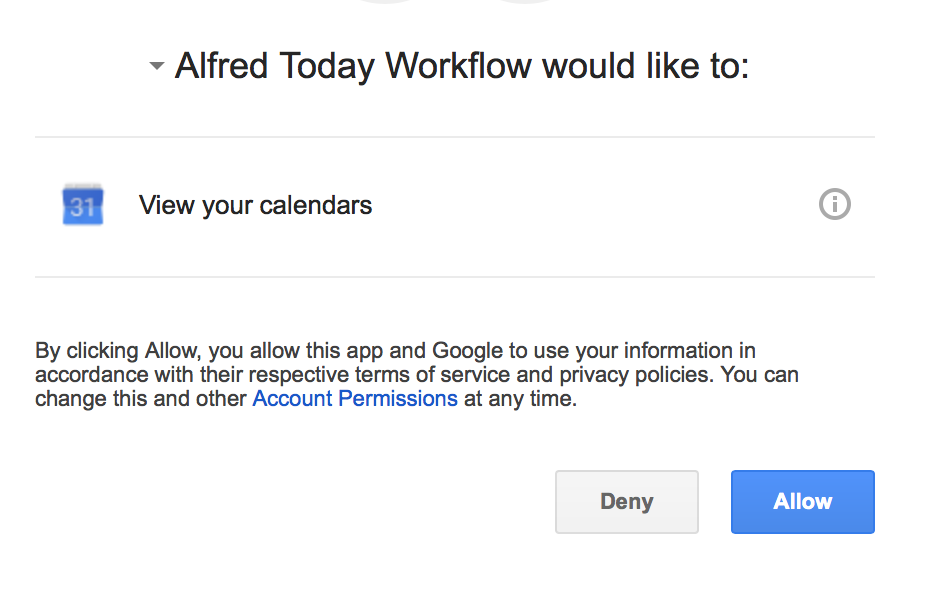 Alfred Today Workflow would like to:
31
View your calendars
By clicking Allow, you allow this app and Google to use your information in
accordance with their respective terms of service and privacy policies. You can
change this and other Account Permissions at any time.
Deny
Allow